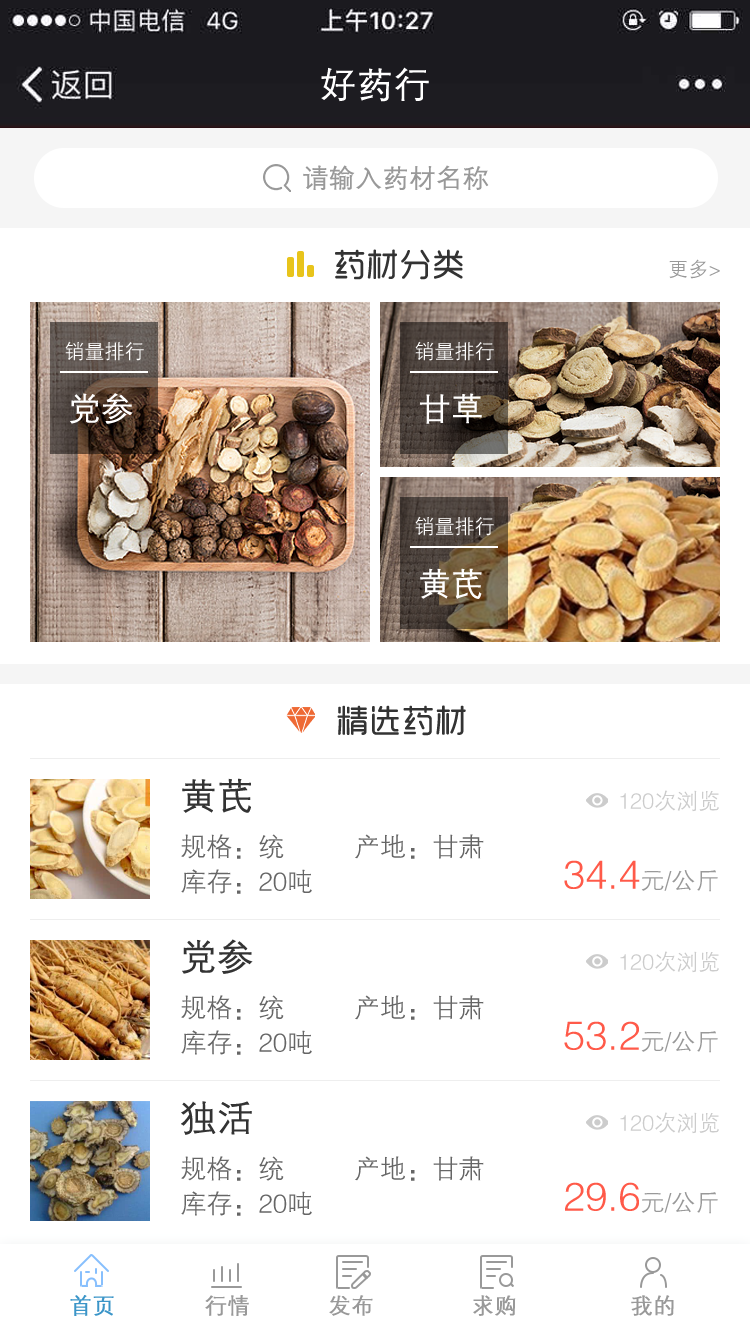 中国电信 4G 上午10:27
返回 好药行
请输入药材名称
药材分类 更多>
销量排行
党参
销量排行
甘草
销量排行
黄芪
精选药材
黄芪 120次浏览
规格：统 产地：甘肃
库存：20吨 34.4元/公斤
党参 120次浏览
规格：统 产地：甘肃
库存：20吨 53.2元/公斤
独活 120次浏览
规格：统 产地：甘肃
库存：20吨 29.6元/公斤
首页 行情 发布 求购 我的